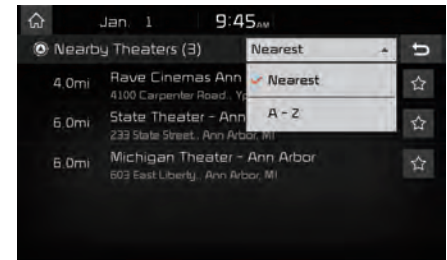 Jan. 1 9:45AM
Nearby Theaters (3) Nearest
Nearest
A - Z
4.0mi Rave Cinemas Ann
4100 Carpenter Road.,
6.0mi State Theater - Ann
233 State Street., Ann Arbor, MI
6.0mi Michigan Theater - Ann Arbor
603 East Liberty., Ann Arbor, MI